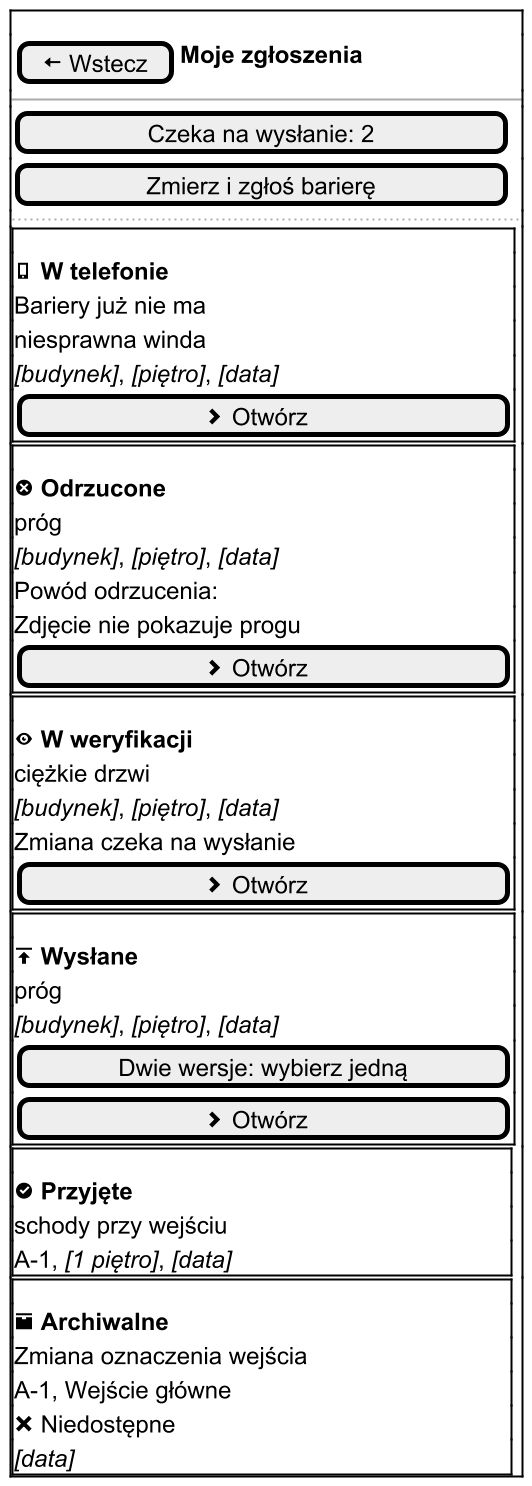 ← Wstecz Moje zgłoszenia
Czeka na wysłanie: 2
Zmierz i zgłoś barierę
W telefonie
Bariery już nie ma
niesprawna winda
[budynek], [piętro], [data]
Otwórz
Odrzucone
próg
[budynek], [piętro], [data]
Powód odrzucenia:
Zdjęcie nie pokazuje progu
Otwórz
W weryfikacji
ciężkie drzwi
[budynek], [piętro], [data]
Zmiana czeka na wysłanie
Otwórz
Wysłane
próg
[budynek], [piętro], [data]
Dwie wersje: wybierz jedną
Otwórz
Przyjęte
schody przy wejściu
A-1, [1 piętro], [data]
Archiwalne
Zmiana oznaczenia wejścia
A-1, Wejście główne
Niedostępne
[data]